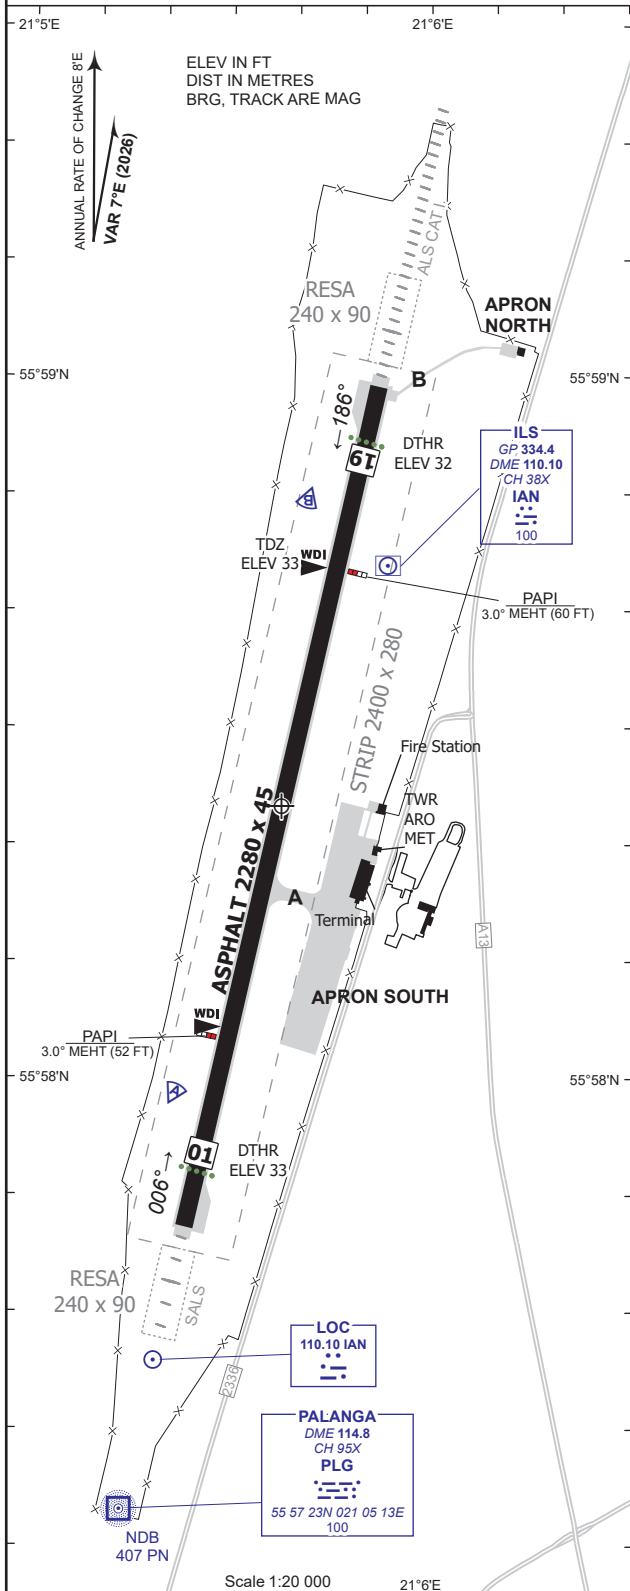 21°5'E
21°6'E
ELEV IN FT
DIST IN METRES
BRG, TRACK ARE MAG
ANNUAL RATE OF CHANGE 8'E
VAR 7°E (2026)
ALS CAT I
RESA
240 x 90
APRON
NORTH
55°59'N
55°59'N
B
←186°
19
DTHR
ELEV 32
ILS
GP 334.4
DME 110.10
CH 38X
IAN
100
B
TDZ
ELEV 33
WDI
PAPI
3.0° MEHT (60 FT)
STRIP 2400 x 280
Fire Station
TWR
ARO
MET
ASPHALT 2280 x 45
A
Terminal
A13
APRON SOUTH
WDI
PAPI
3.0° MEHT (52 FT)
55°58'N
55°58'N
A
01
DTHR
ELEV 33
006°→
RESA
240 x 90
SALS
LOC
110.10 IAN
2336
PALANGA
DME 114.8
CH 95X
PLG
55 57 23N 021 05 13E
100
NDB
407 PN
Scale 1:20 000
21°6'E